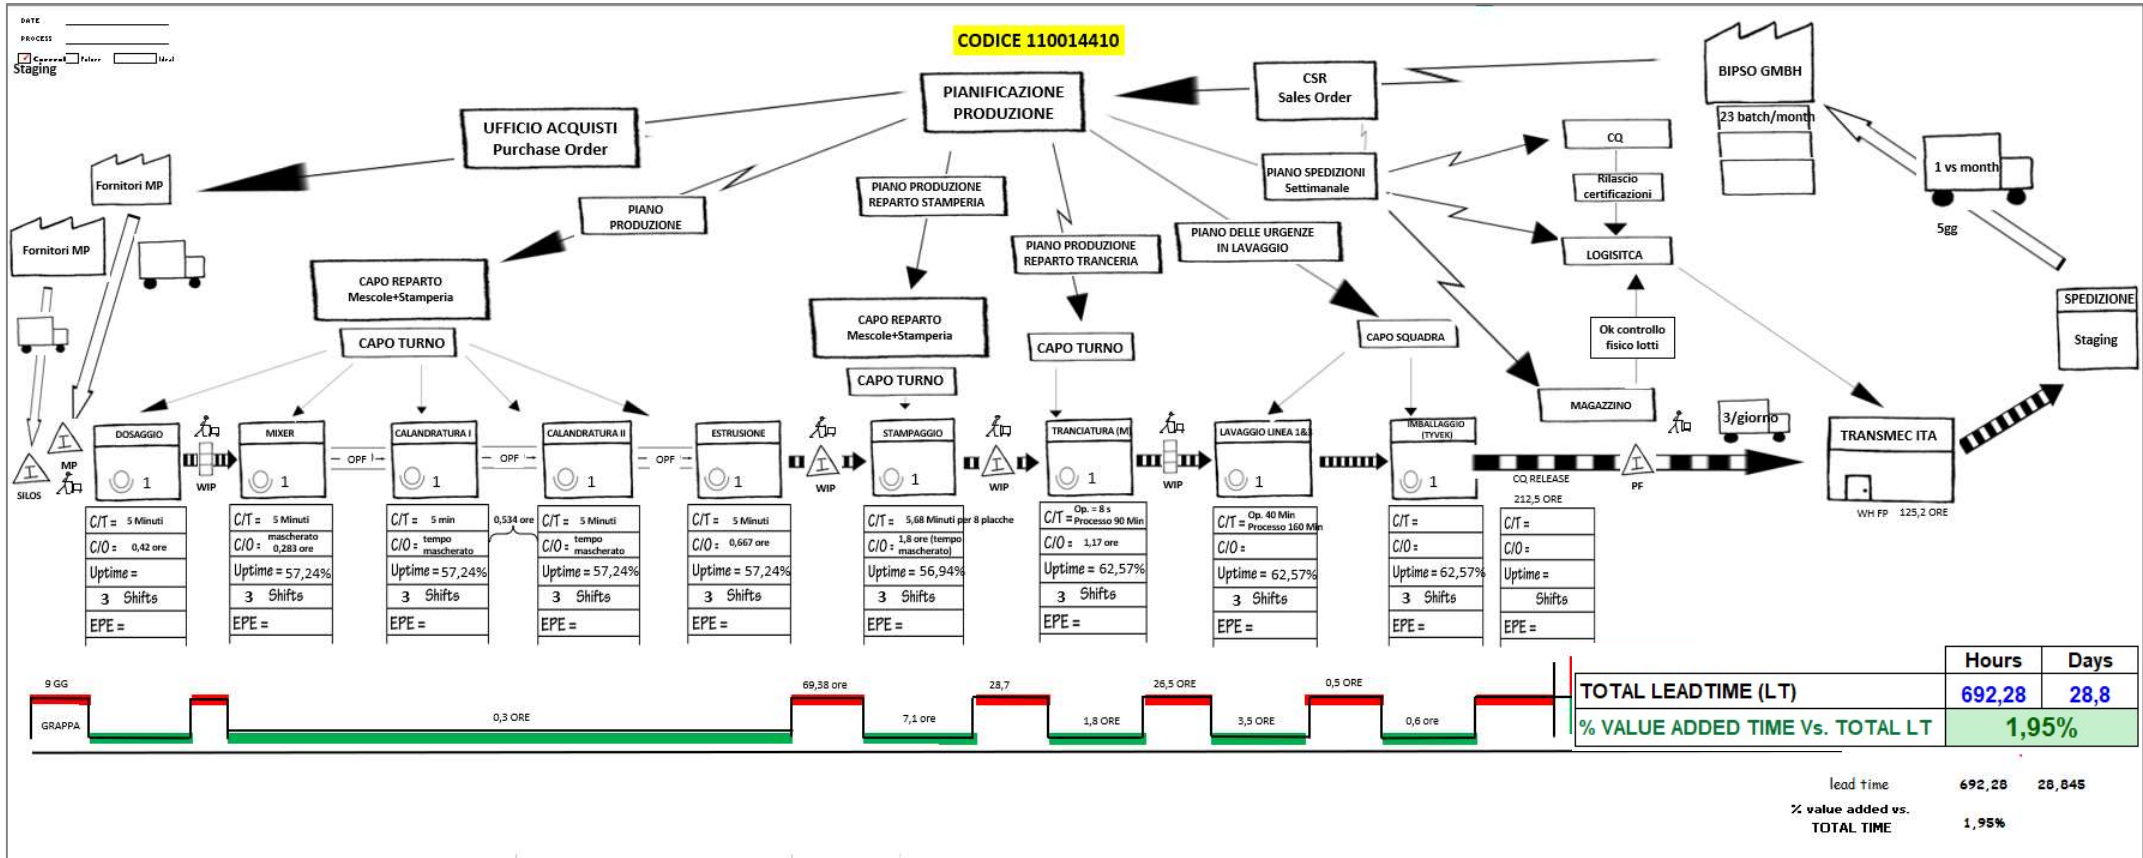 DATE
PROCESS
Current
Future
Ideal
Staging
CODICE 110014410
PIANIFICAZIONE
PRODUZIONE
CSR
Sales Order
BIPSO GMBH
23 batch/month
UFFICIO ACQUISTI
Purchase Order
CQ
Rilascio
certificazioni
1 vs month
5gg
Fornitori MP
Fornitori MP
PIANO
PRODUZIONE
PIANO PRODUZIONE
REPARTO STAMPERIA
PIANO PRODUZIONE
REPARTO TRANCERIA
PIANO SPEDIZIONI
Settimanale
PIANO DELLE URGENZE
IN LAVAGGIO
LOGISITCA
CAPO REPARTO
Mescole+Stamperia
CAPO TURNO
CAPO REPARTO
Mescole+Stamperia
CAPO TURNO
CAPO TURNO
CAPO SQUADRA
Ok controllo
fisico lotti
MAGAZZINO
SPEDIZIONE
Staging
3/giorno
TRANSMEC ITA
WH FP
125,2 ORE
I
SILOS
I
MP
DOSAGGIO
1
C/T = 5 Minuti
C/O = 0,42 ore
Uptime =
3 Shifts
EPE =
WIP
MIXER
1
C/T = 5 Minuti
C/O = mascherato
0,283 ore
Uptime = 57,24%
3 Shifts
EPE =
OPF
CALANDRATURA I
1
C/T = 5 min
C/O = tempo
mascherato
Uptime = 57,24%
3 Shifts
EPE =
OPF
0,534 ore
CALANDRATURA II
1
C/T = 5 Minuti
C/O = tempo
mascherato
Uptime = 57,24%
3 Shifts
EPE =
OPF
ESTRUSIONE
1
C/T = 5 Minuti
C/O = 0,667 ore
Uptime = 57,24%
3 Shifts
EPE =
I
WIP
STAMPAGGIO
1
C/T = 5,68 Minuti per 8 placche
C/O = 1,8 ore (tempo
mascherato)
Uptime = 56,94%
3 Shifts
EPE =
I
WIP
TRANCIATURA (M)
1
C/T = Op. = 8 s
Processo 90 Min
C/O = 1,17 ore
Uptime = 62,57%
3 Shifts
EPE =
WIP
LAVAGGIO LINEA 1&3
1
C/T = Op. 40 Min
Processo 160 Min
C/O =
Uptime = 62,57%
3 Shifts
EPE =
IMBALLAGGIO
(TYVEK)
1
C/T =
C/O =
Uptime = 62,57%
3 Shifts
EPE =
CQ RELEASE
212,5 ORE
C/T =
C/O =
Uptime =
Shifts
EPE =
I
PF
9 GG
GRAPPA
0,3 ORE
69,38 ore
7,1 ore
28,7
1,8 ORE
26,5 ORE
3,5 ORE
0,5 ORE
0,6 ore
Hours Days
TOTAL LEADTIME (LT) 692,28 28,8
% VALUE ADDED TIME Vs. TOTAL LT 1,95%
lead time 692,28 28,845
% value added vs.
TOTAL TIME 1,95%